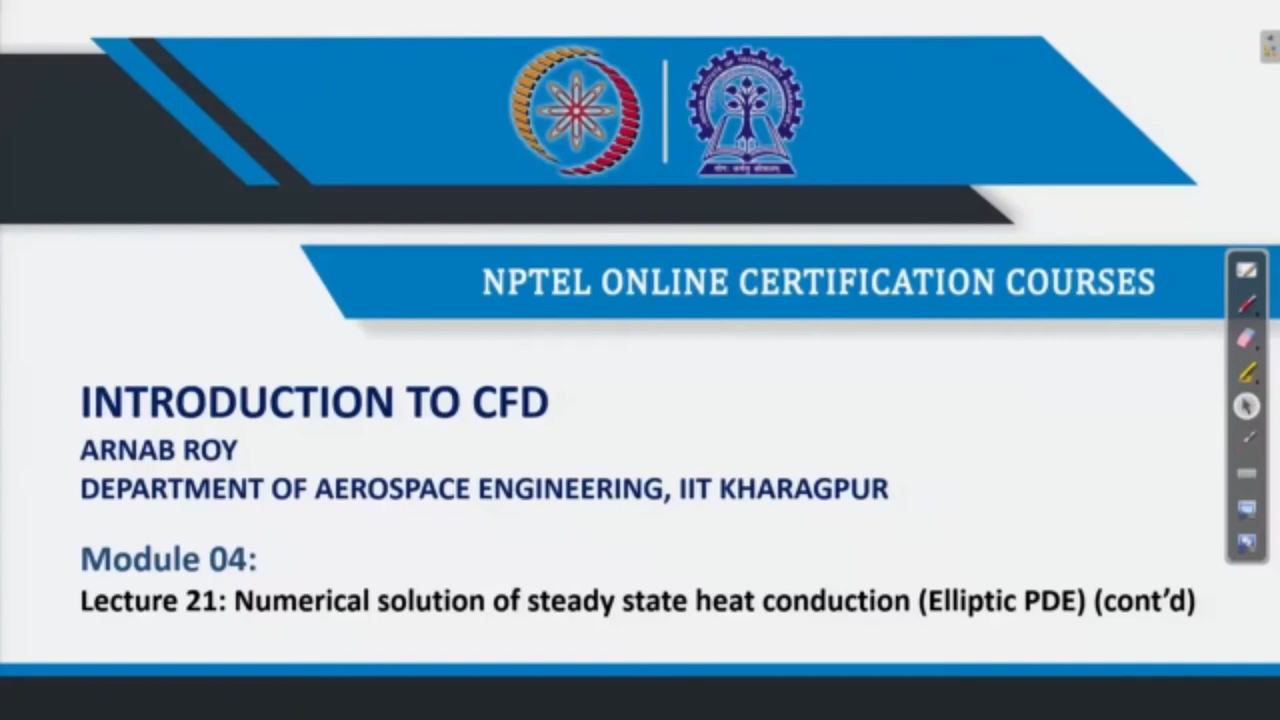 NPTEL ONLINE CERTIFICATION COURSES
INTRODUCTION TO CFD
ARNAB ROY
DEPARTMENT OF AEROSPACE ENGINEERING, IIT KHARAGPUR
Module 04:
Lecture 21: Numerical solution of steady state heat conduction (Elliptic PDE) (cont’d)